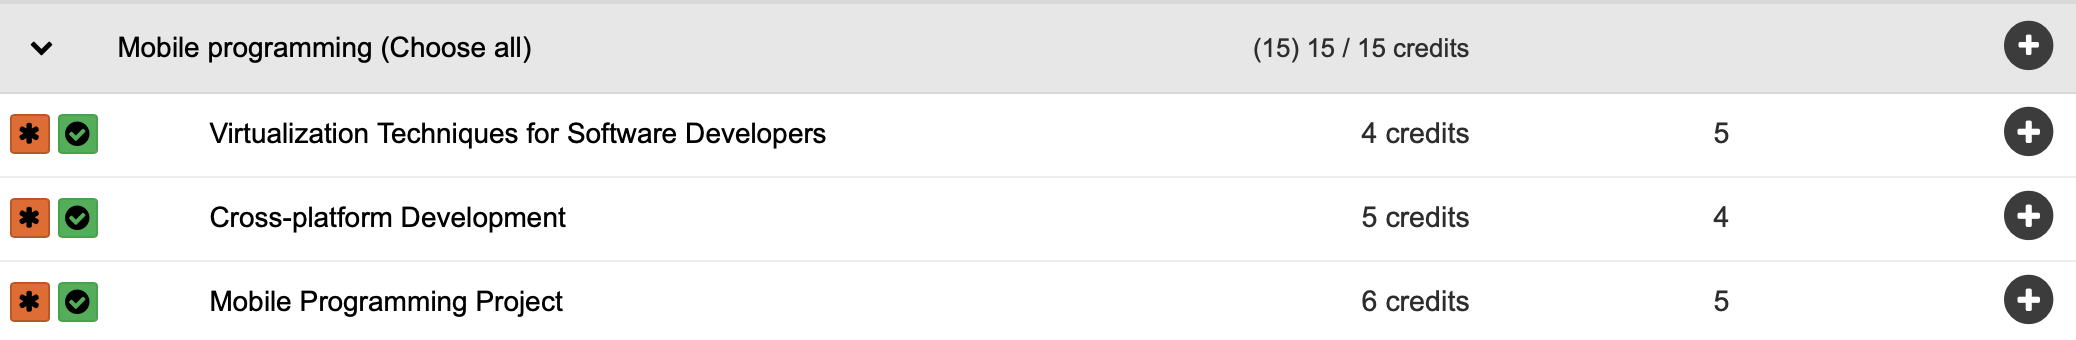 Mobile programming (Choose all) (15) 15 / 15 credits
Virtualization Techniques for Software Developers 4 credits 5
Cross-platform Development 5 credits 4
Mobile Programming Project 6 credits 5